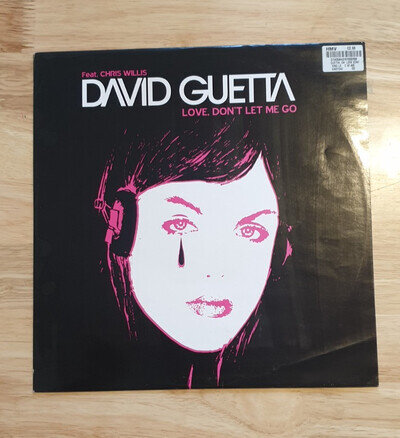 Feat. CHRIS WILLIS
DAVID GUETTA
LOVE, DON'T LET ME GO
HMV